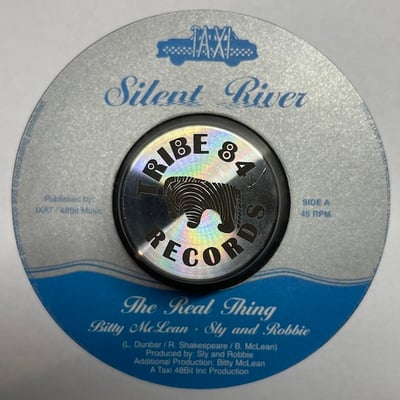 TAXI
Silent River
TRIBE 84
RECORDS
Published by:
IXAT / 48Bit Music
SIDE A
45 RPM
The Real Thing
Bitty McLean · Sly and Robbie
(L. Dunbar / R. Shakespeare / B. McLean)
Produced by: Sly and Robbie
Additional Production: Bitty McLean
A Taxi 48Bit Inc Production